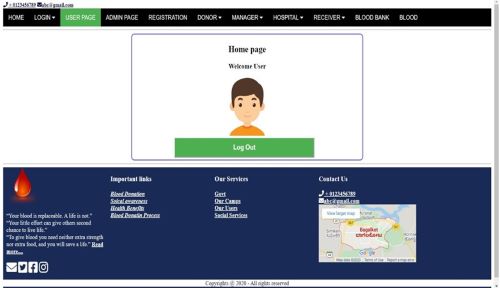 + 0123456789 abc@gmail.com
HOME LOGIN USER PAGE ADMIN PAGE REGISTRATION DONOR MANAGER HOSPITAL RECEIVER BLOOD BANK BLOOD
Home page
Welcome User
Log Out
"Your blood is replaceable. A life is not."
"Your little effort can give others second
chance to live life."
"To give blood you need neither extra strength
nor extra food, and you will save a life." Read
more...
Important links
Blood Donation
Spiral awareness
Health Benefits
Blood Donatin Process
Our Services
Govt
Our Camps
Our Users
Social Services
Contact Us
+ 0123456789
abc@gmail.com
View larger map
Bagalkot
Terms of Use
Report a map error
Copyrights @ 2020 - All rights reserved